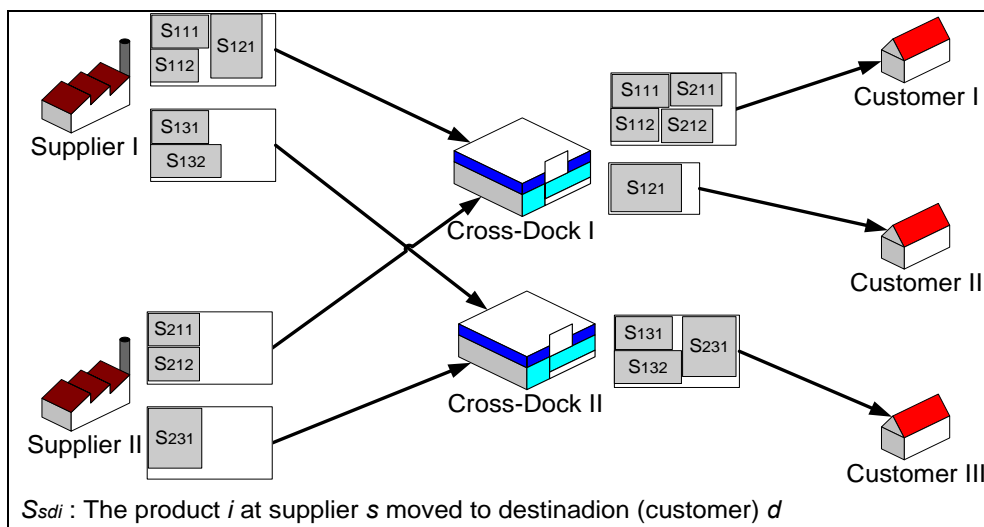 S111
S121
S112
Supplier I
S131
S132
S111
S211
S112
S212
Customer I
S121
Cross-Dock I
Customer II
S211
S212
Supplier II
S231
S131
S231
S132
Cross-Dock II
Customer III
Ssdi : The product i at supplier s moved to destinadion (customer) d